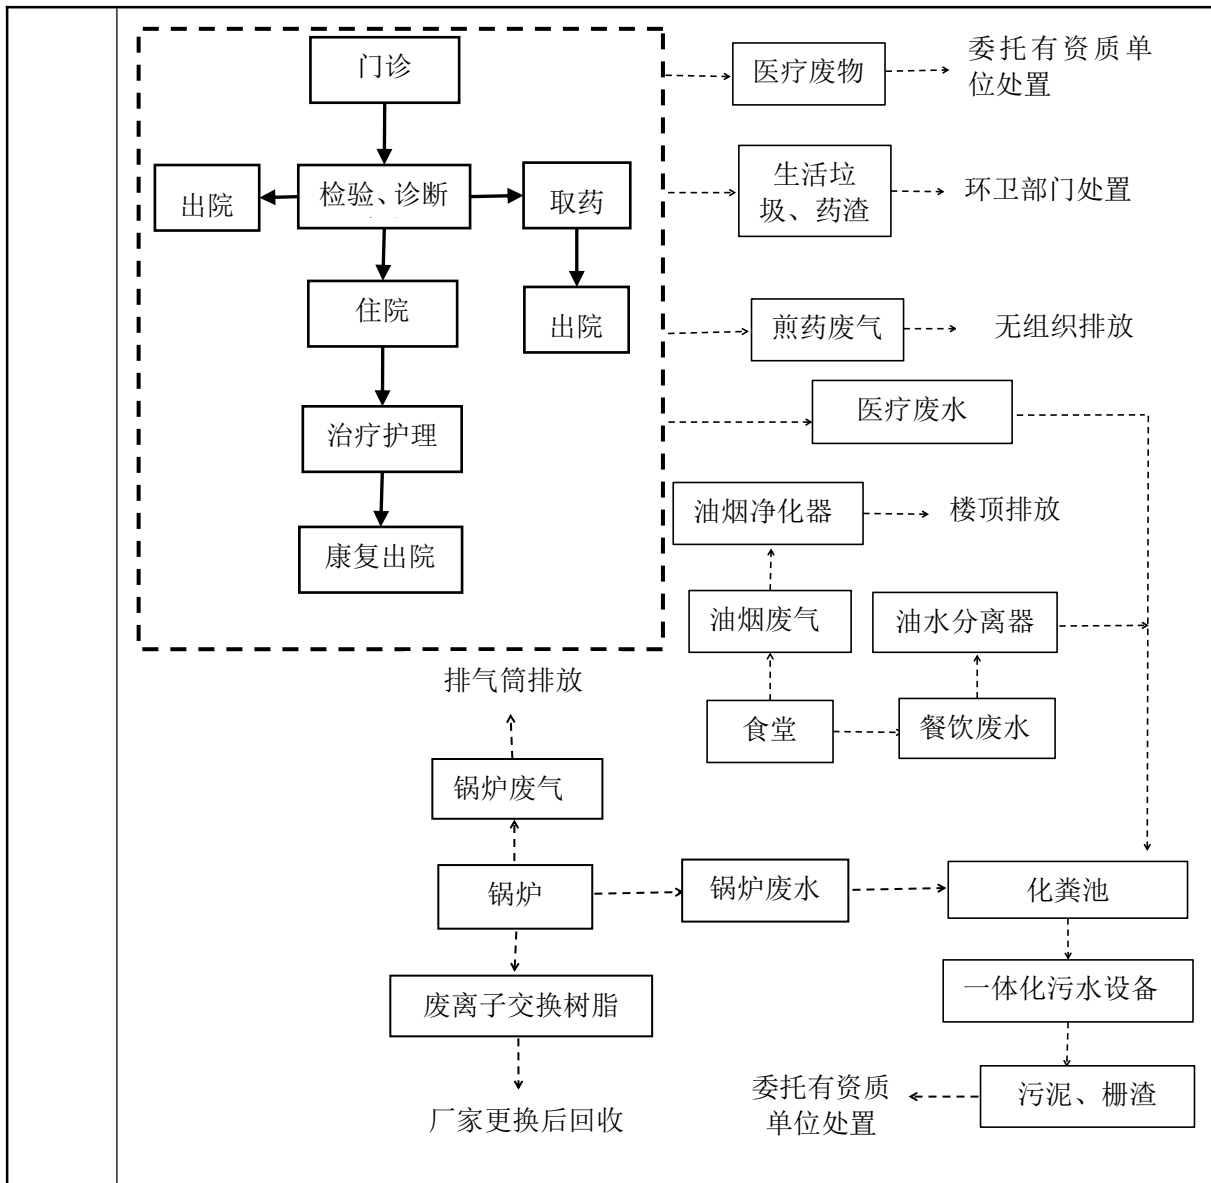 门诊
医疗废物
委托有资质单
位处置
出院
检验、诊断
取药
生活垃
圾、药渣
环卫部门处置
住院
出院
煎药废气
无组织排放
治疗护理
医疗废水
康复出院
油烟净化器
楼顶排放
油烟废气
油水分离器
排气筒排放
食堂
餐饮废水
锅炉废气
锅炉
锅炉废水
化粪池
废离子交换树脂
一体化污水设备
厂家更换后回收
委托有资质
单位处置
污泥、栅渣